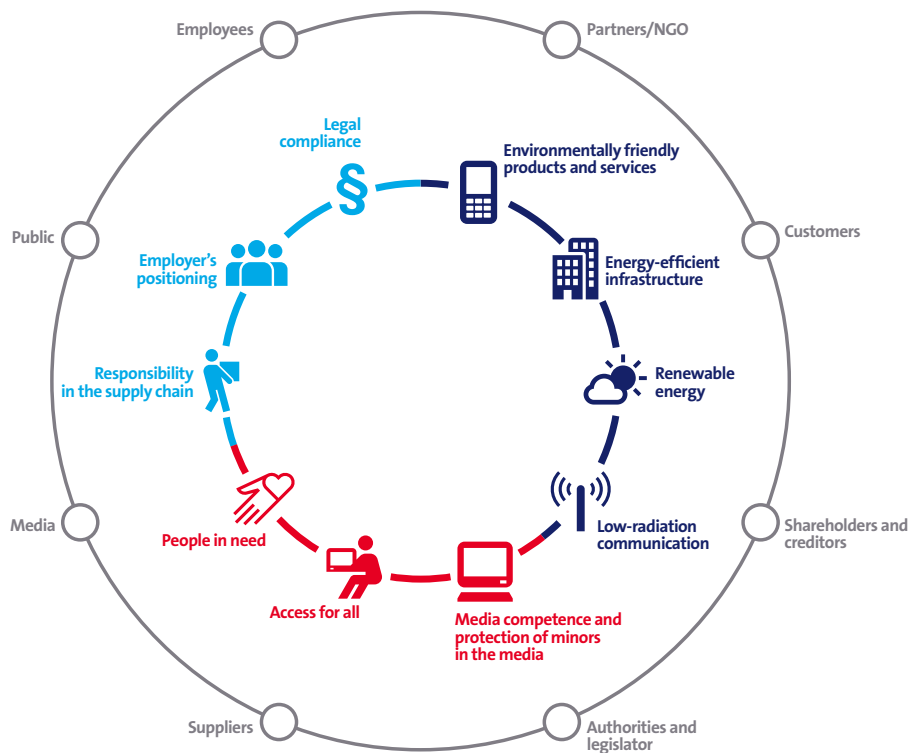 Employees
Partners/NGO
Legal
compliance
Environmentally friendly
products and services
Public
Customers
Employer's
positioning
Energy-efficient
infrastructure
Responsibility
in the supply chain
Renewable
energy
Media
People in need
Low-radiation
communication
Shareholders and
creditors
Access for all
Media competence and
protection of minors
in the media
Suppliers
Authorities and
legislator
§